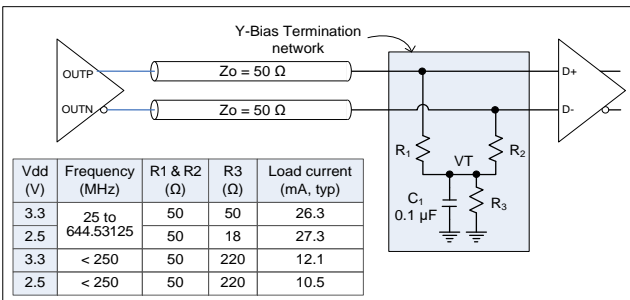 Y-Bias Termination
network
OUTP
OUTN
Zo = 50 Ω
Zo = 50 Ω
D+
D-
R1
R2
VT
C1
0.1 µF
R3
Vdd (V) Frequency (MHz) R1 & R2 (Ω) R3 (Ω) Load current (mA, typ)
3.3 25 to 644.53125 50 50 26.3
2.5 50 18 27.3
3.3 < 250 50 220 12.1
2.5 < 250 50 220 10.5